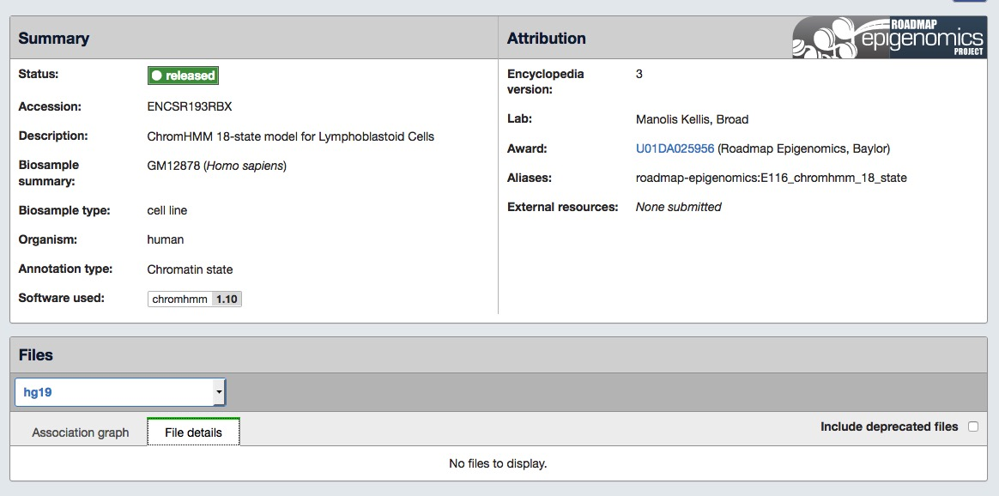 Summary
Status: released
Accession: ENCSR193RBX
Description: ChromHMM 18-state model for Lymphoblastoid Cells
Biosample summary: GM12878 (Homo sapiens)
Biosample type: cell line
Organism: human
Annotation type: Chromatin state
Software used: chromhmm 1.10
Attribution
ROADMAP
epigenomics
PROJECT
Encyclopedia version: 3
Lab: Manolis Kellis, Broad
Award: U01DA025956 (Roadmap Epigenomics, Baylor)
Aliases: roadmap-epigenomics:E116_chromhmm_18_state
External resources: None submitted
Files
hg19
Association graph File details Include deprecated files
No files to display.